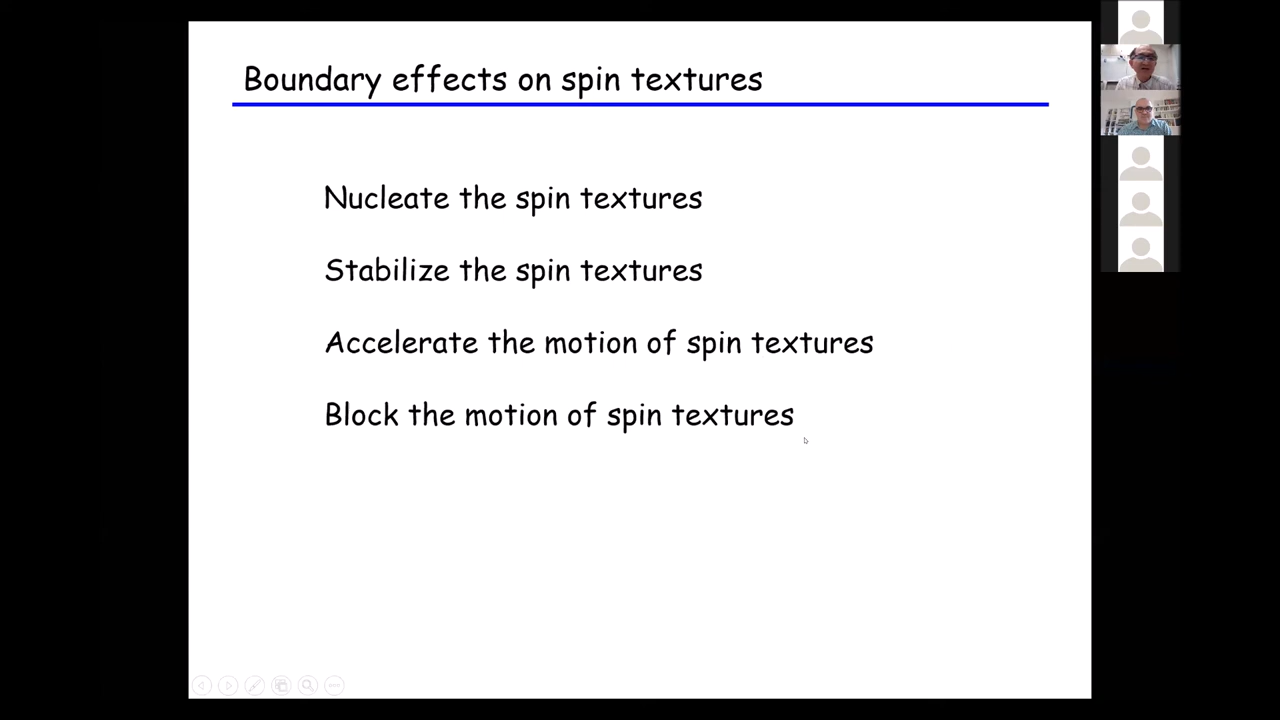 Boundary effects on spin textures
Nucleate the spin textures
Stabilize the spin textures
Accelerate the motion of spin textures
Block the motion of spin textures